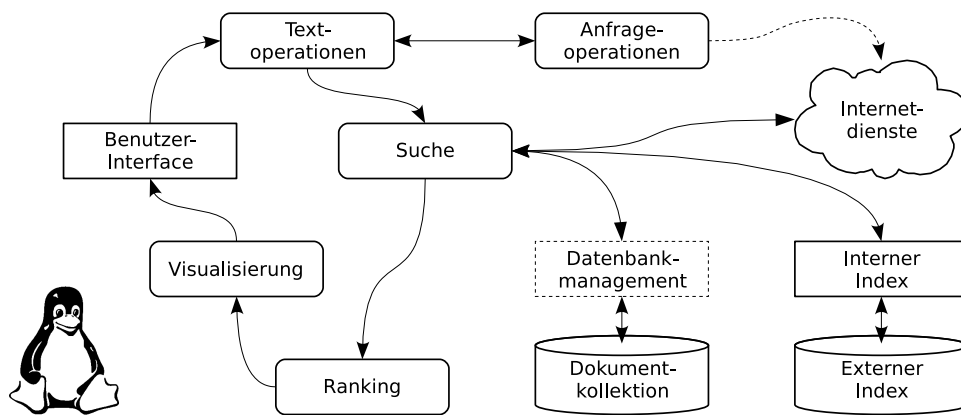 Text-
operationen
Anfrage-
operationen
Internet-
dienste
Benutzer-
Interface
Suche
Visualisierung
Datenbank-
management
Interner
Index
Ranking
Dokument-
kollektion
Externer
Index